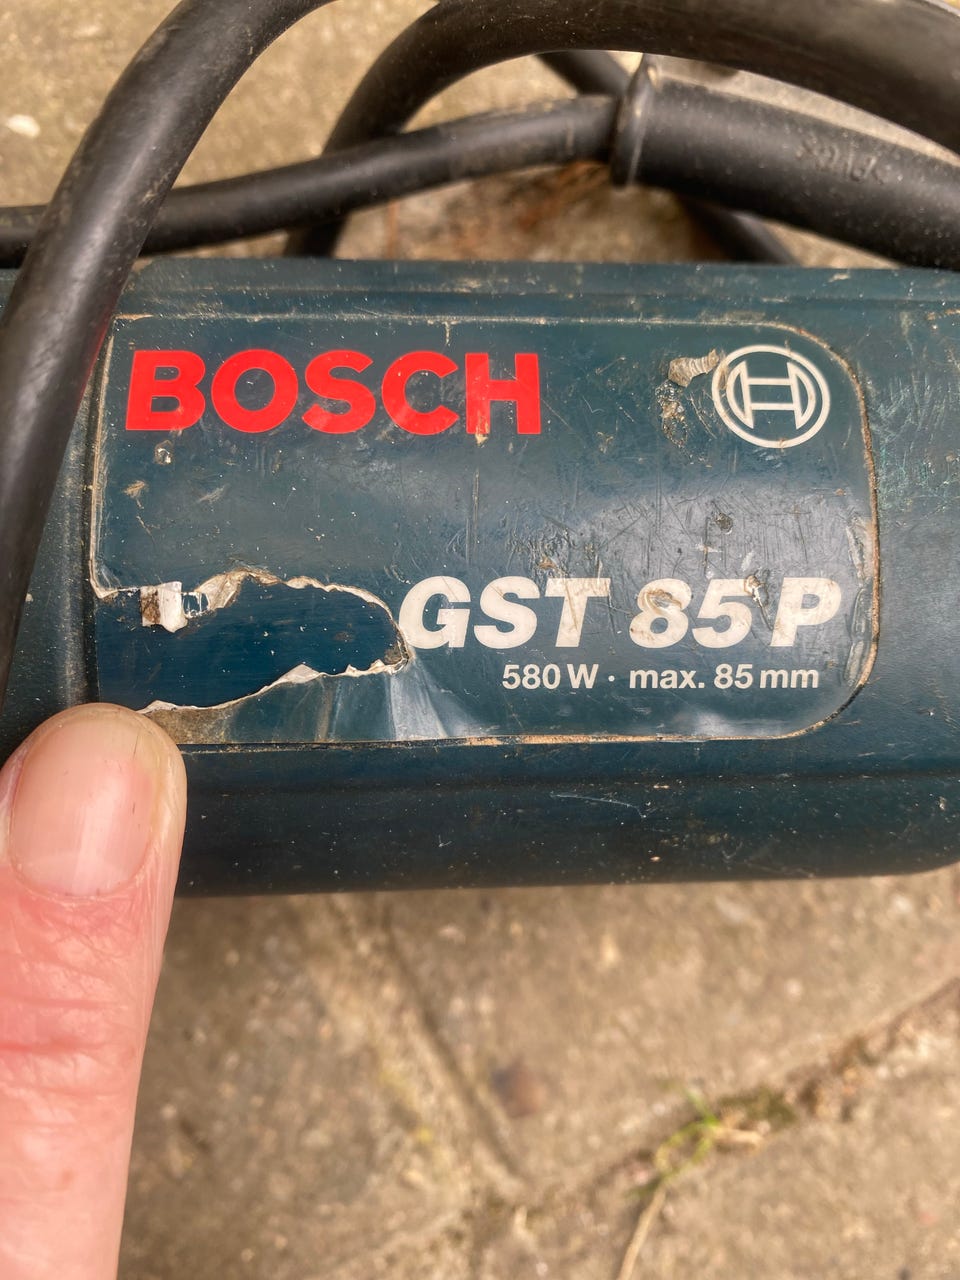 BOSCH
GST 85 P
580 W · max. 85 mm